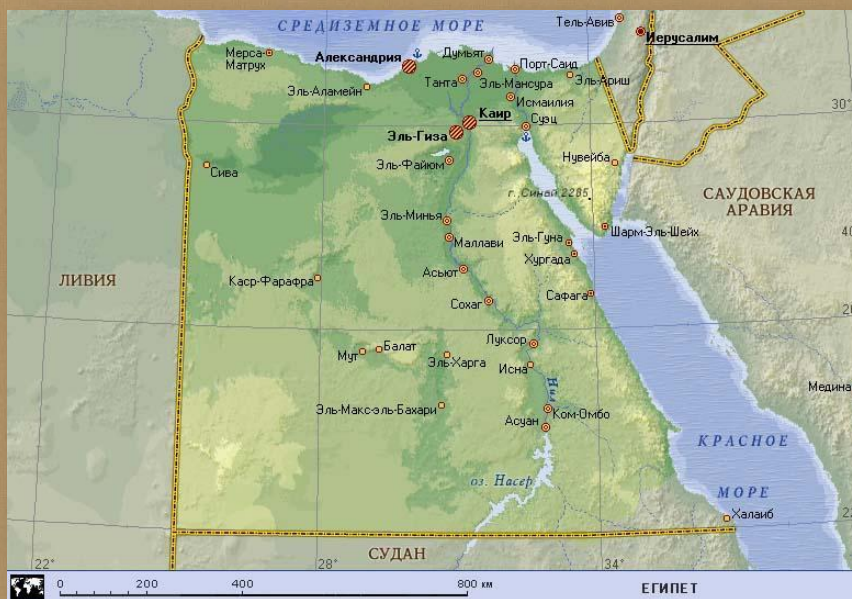 СРЕДИЗЕМНОЕ МОРЕ
Тель-Авив
Иерусалим
Мерса-
Матрух
Александрия
Думьят
Порт-Саид
Танта
Эль-Мансура
Эль-Ариш
Эль-Аламейн
Исмаилия
30°
Каир
Суэц
Эль-Гиза
Эль-Файюм
Нувейба
Сива
г. Синай 2285
САУДОВСКАЯ
АРАВИЯ
Эль-Минья
Шарм-Эль-Шейх
Маллави
Эль-Гуна
Хургада
ЛИВИЯ
Каср-Фарафра
Асьют
Сафага
Сохаг
Луксор
Мут
Балат
Эль-Харга
Исна
Медина
Нил
Эль-Макс-эль-Бахари
Ком-Омбо
Асуан
КРАСНОЕ
МОРЕ
оз. Насер
Халаиб
СУДАН
22°
28°
34°
0 200 400 800 км
ЕГИПЕТ